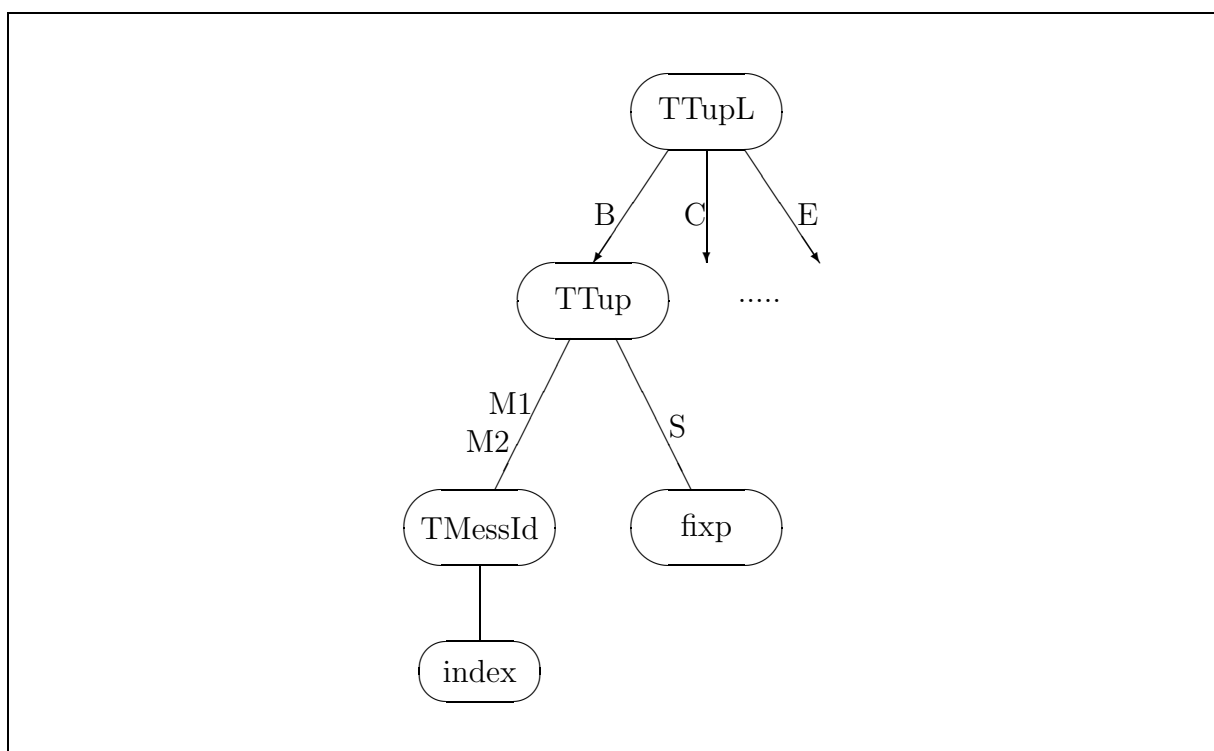 TTupL
B C E
TTup .....
M1
S
M2
TMessId fixp
index